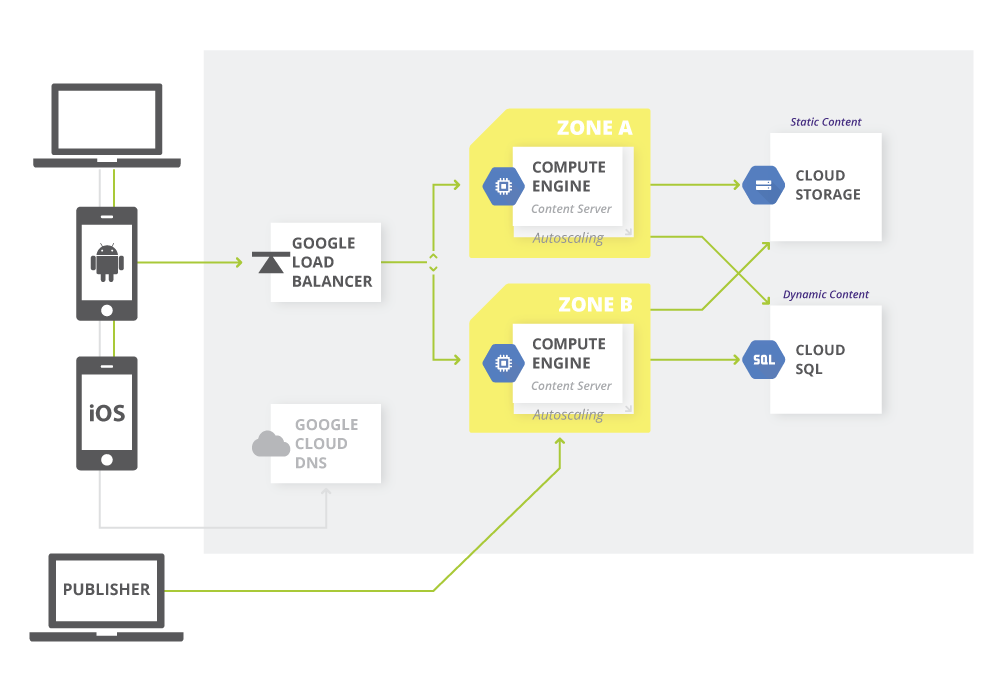 ZONE A
COMPUTE
ENGINE
Content Server
Autoscaling
Static Content
CLOUD
STORAGE
GOOGLE
LOAD
BALANCER
ZONE B
COMPUTE
ENGINE
Content Server
Autoscaling
Dynamic Content
SQL
CLOUD
SQL
iOS
GOOGLE
CLOUD
DNS
PUBLISHER